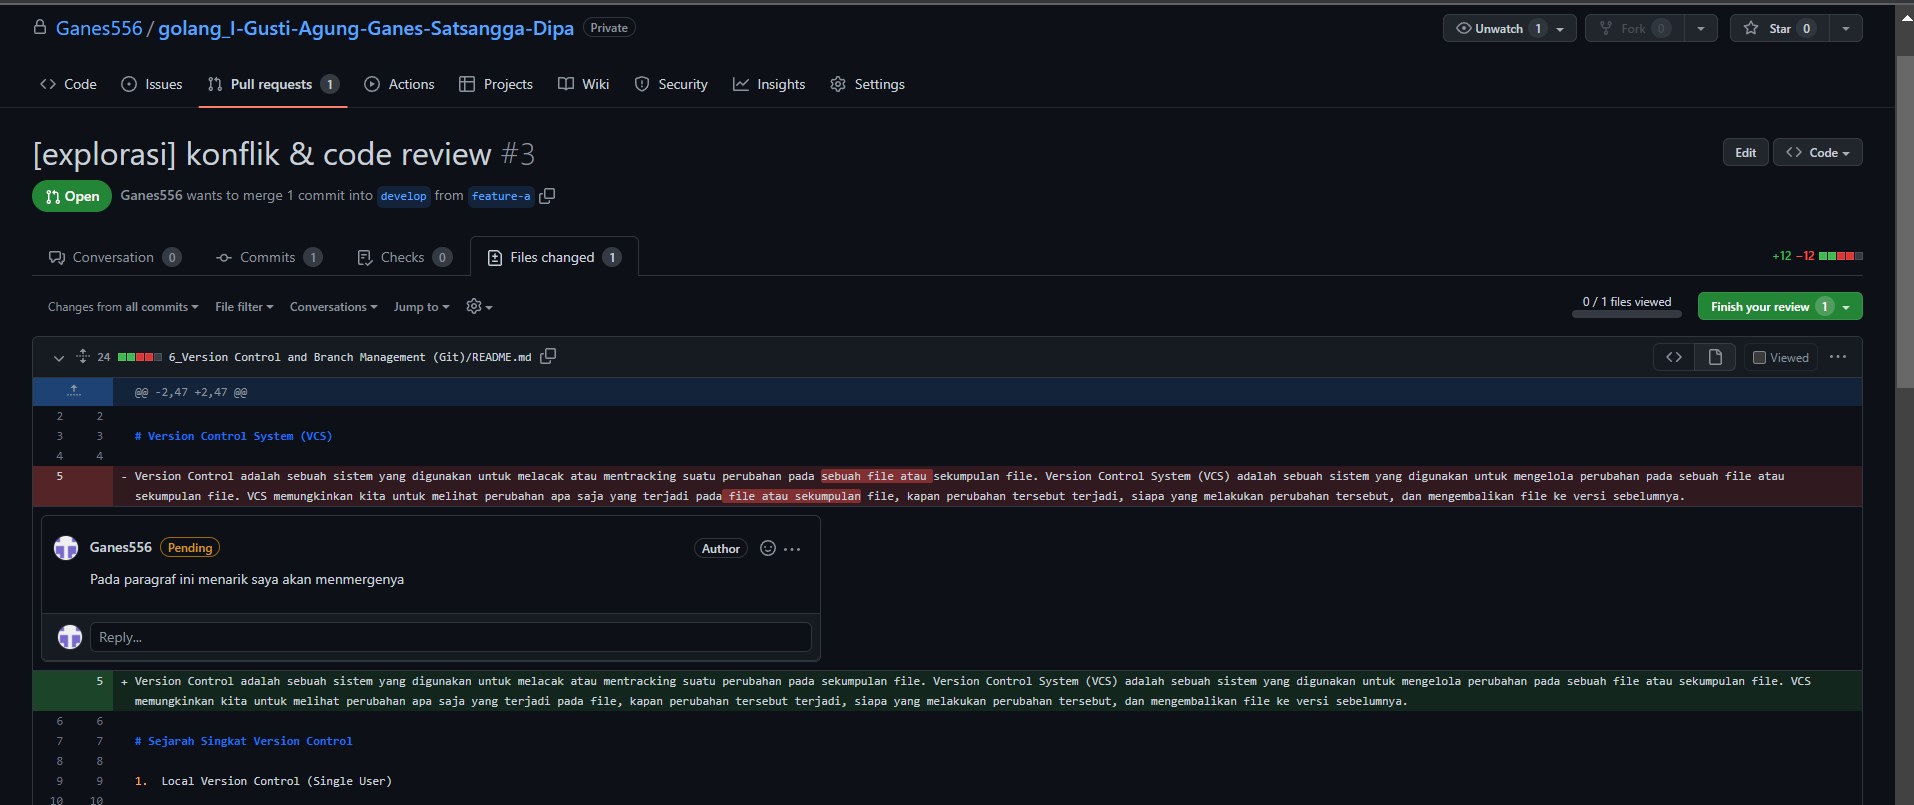 Ganes556 / golang_I-Gusti-Agung-Ganes-Satsangga-Dipa Private Unwatch 1 Fork 0 Star 0
Code Issues Pull requests 1 Actions Projects Wiki Security Insights Settings
[explorasi] konflik & code review #3 Edit Code
Open Ganes556 wants to merge 1 commit into develop from feature-a
Conversation 0 Commits 1 Checks 0 Files changed 1 +12 −12
Changes from all commits File filter Conversations Jump to 0 / 1 files viewed Finish your review 1
24 6_Version Control and Branch Management (Git)/README.md Viewed
@@ -2,47 +2,47 @@
2 2
3 3 # Version Control System (VCS)
4 4
5 - Version Control adalah sebuah sistem yang digunakan untuk melacak atau mentracking suatu perubahan pada sebuah file atau sekumpulan file. Version Control System (VCS) adalah sebuah sistem yang digunakan untuk mengelola perubahan pada sebuah file atau
sekumpulan file. VCS memungkinkan kita untuk melihat perubahan apa saja yang terjadi pada file atau sekumpulan file, kapan perubahan tersebut terjadi, siapa yang melakukan perubahan tersebut, dan mengembalikan file ke versi sebelumnya.
Ganes556 Pending Author
Pada paragraf ini menarik saya akan menmergenya
Reply...
5 + Version Control adalah sebuah sistem yang digunakan untuk melacak atau mentracking suatu perubahan pada sekumpulan file. Version Control System (VCS) adalah sebuah sistem yang digunakan untuk mengelola perubahan pada sebuah file atau sekumpulan file. VCS
memungkinkan kita untuk melihat perubahan apa saja yang terjadi pada file, kapan perubahan tersebut terjadi, siapa yang melakukan perubahan tersebut, dan mengembalikan file ke versi sebelumnya.
6 6
7 7 # Sejarah Singkat Version Control
8 8
9 9 1. Local Version Control (Single User)
10 10